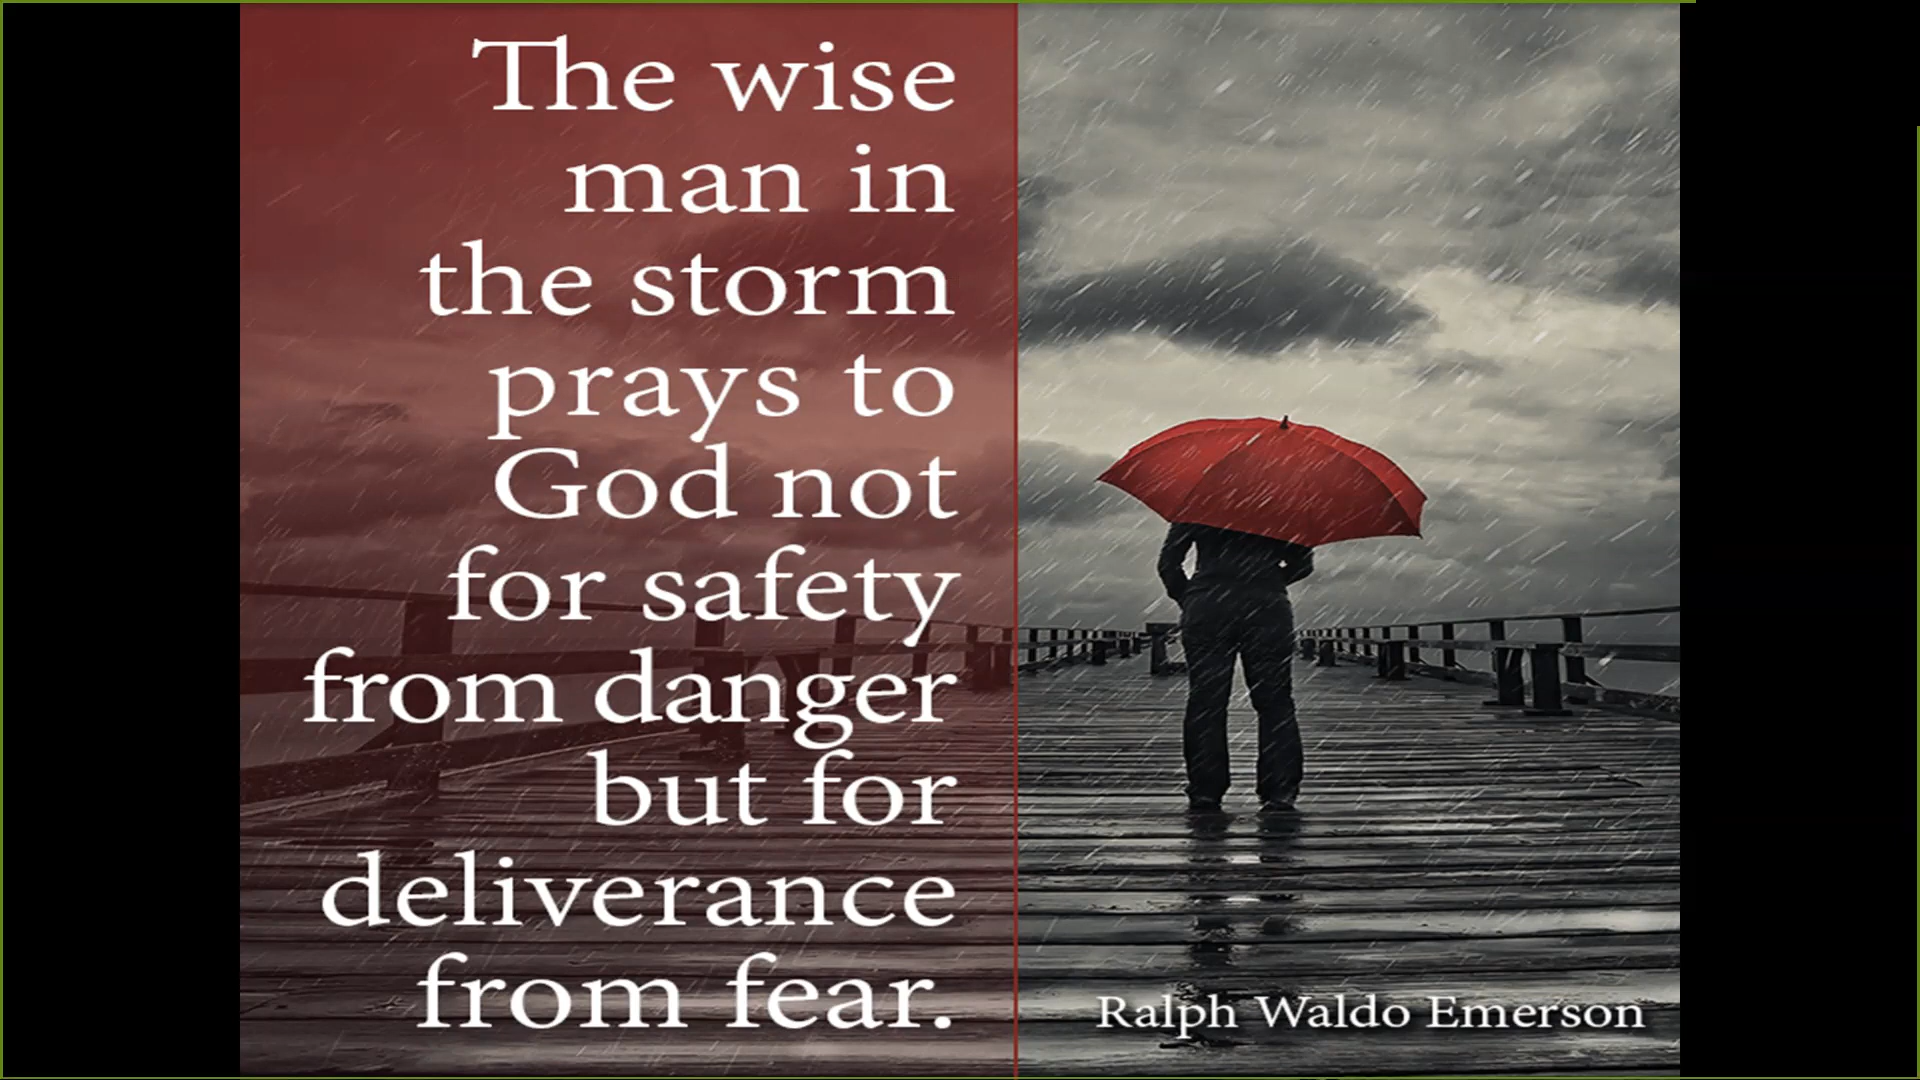 The wise
man in
the storm
prays to
God not
for safety
from danger
but for
deliverance
from fear.
Ralph Waldo Emerson